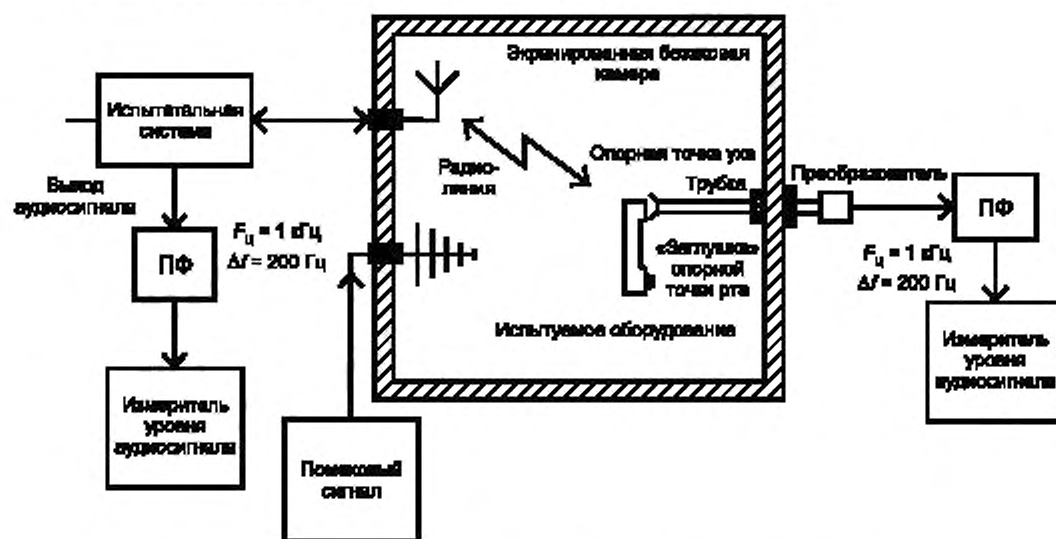 Экранированная безэховая
камера
Испытательная
система
Радио-
линия
Опорная точка уха
Трубка
Преобразователь
Выход
аудиосигнала
ПФ
Fц = 1 кГц
Δf = 200 Гц
«Заглушка»
опорной
точки рта
ПФ
Fц = 1 кГц
Δf = 200 Гц
Испытуемое оборудование
Измеритель
уровня
аудиосигнала
Измеритель
уровня
аудиосигнала
Помеховый
сигнал